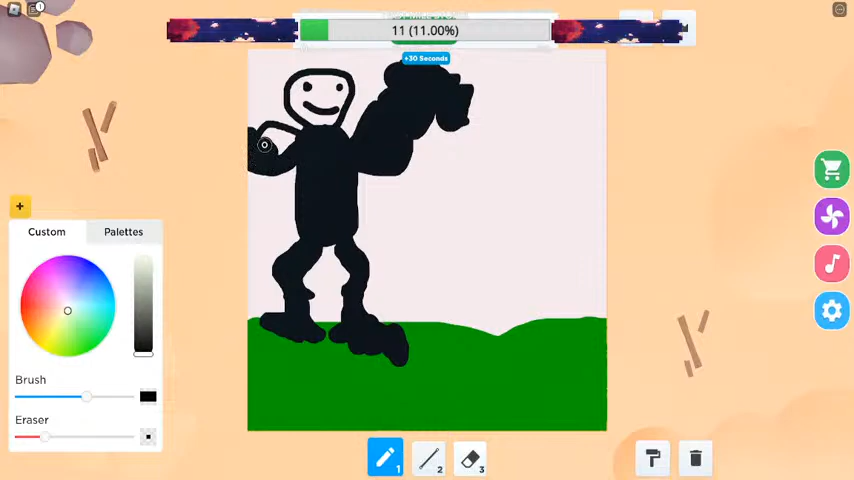 11 (11.00%)
+30 Seconds
+
Custom
Palettes
Brush
Eraser
1
2
3